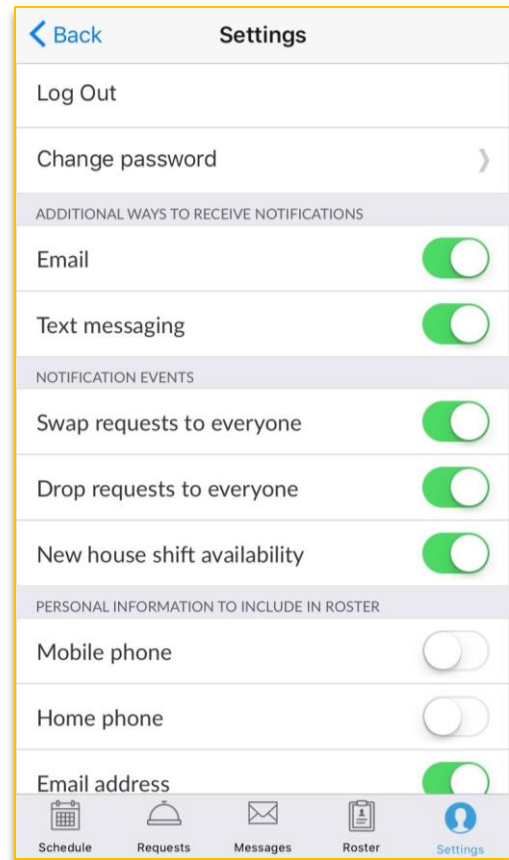 Back Settings
Log Out
Change password
ADDITIONAL WAYS TO RECEIVE NOTIFICATIONS
Email
Text messaging
NOTIFICATION EVENTS
Swap requests to everyone
Drop requests to everyone
New house shift availability
PERSONAL INFORMATION TO INCLUDE IN ROSTER
Mobile phone
Home phone
Email address
Schedule Requests Messages Roster Settings